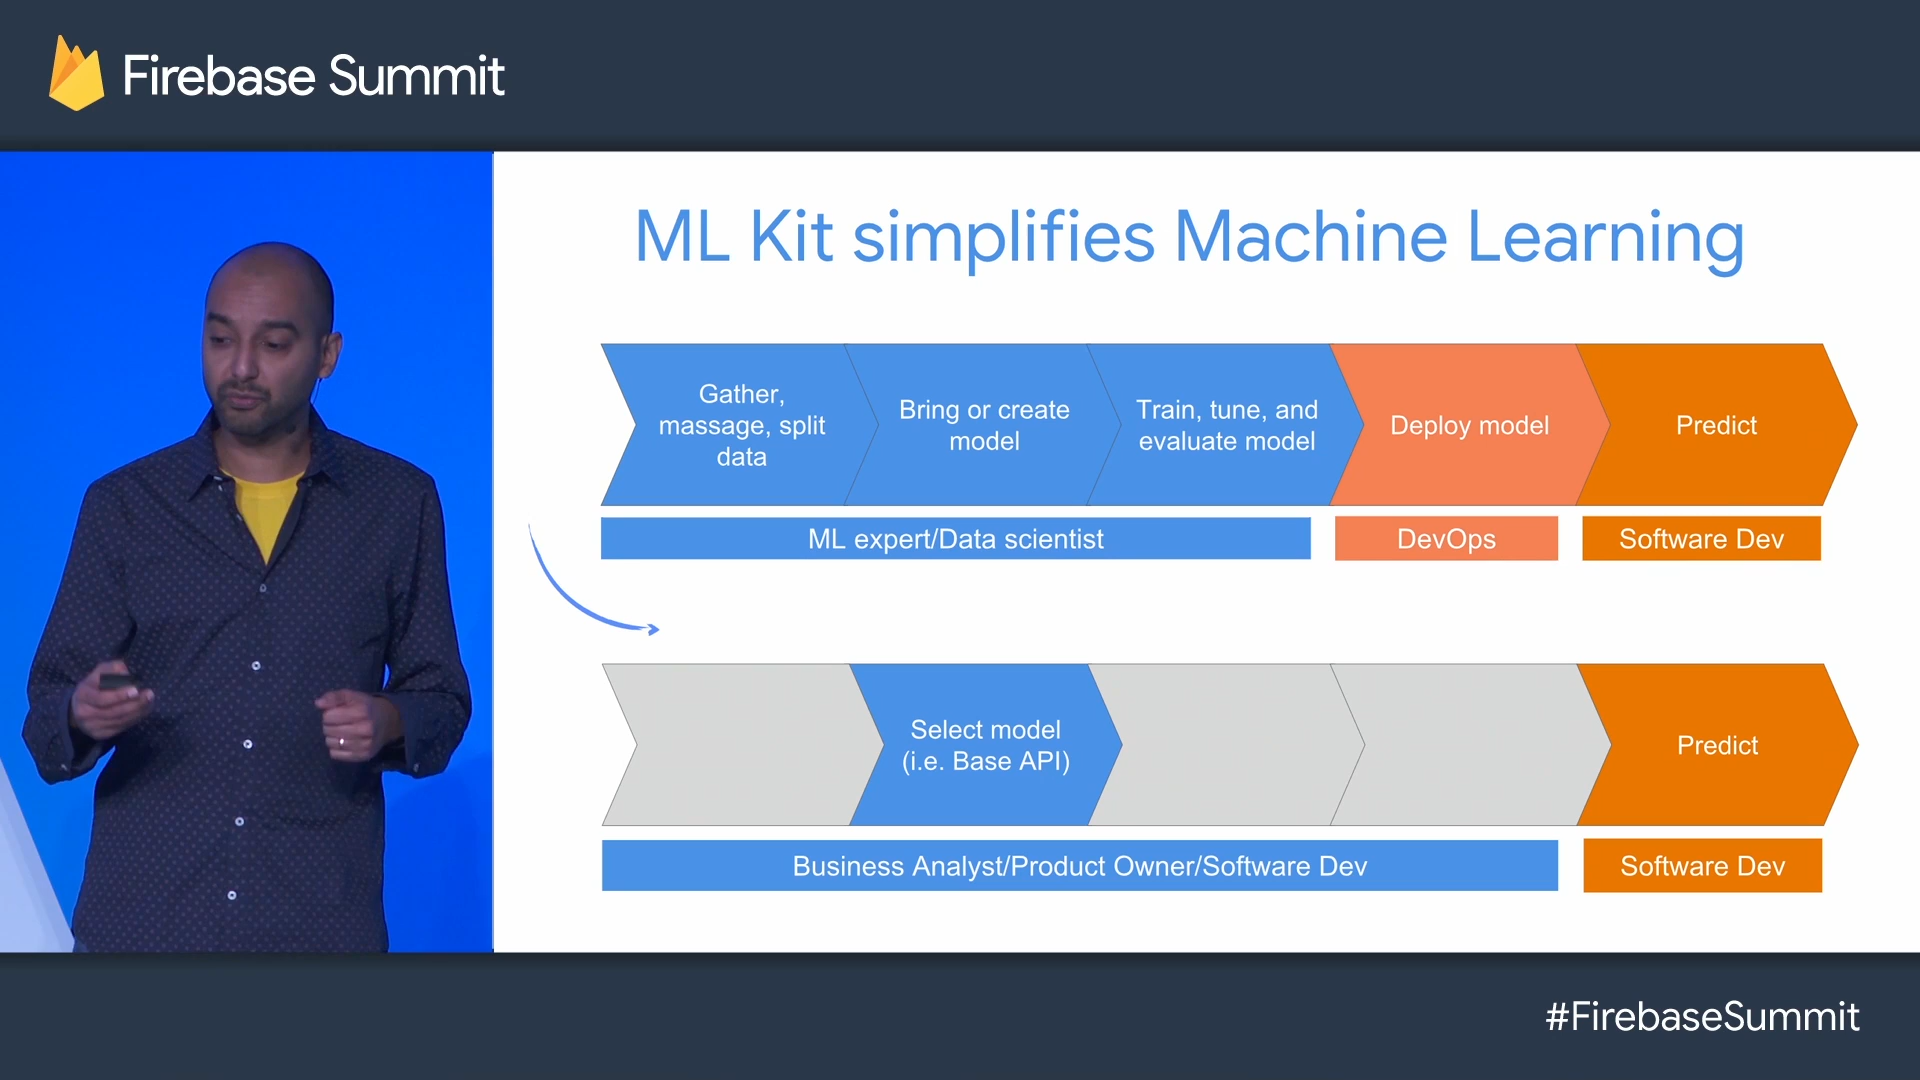 Firebase Summit
ML Kit simplifies Machine Learning
Gather,
massage, split
data
Bring or create
model
Train, tune, and
evaluate model
Deploy model
Predict
ML expert/Data scientist
DevOps
Software Dev
Select model
(i.e. Base API)
Predict
Business Analyst/Product Owner/Software Dev
Software Dev
#FirebaseSummit